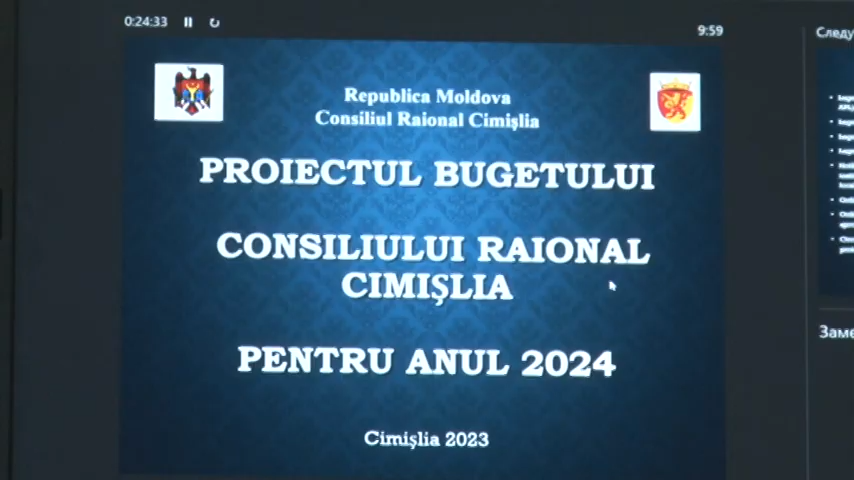 0:24:33
9:59
Republica Moldova
Consiliul Raional Cimişlia
PROIECTUL BUGETULUI
CONSILIULUI RAIONAL
CIMIŞLIA
PENTRU ANUL 2024
Cimişlia 2023